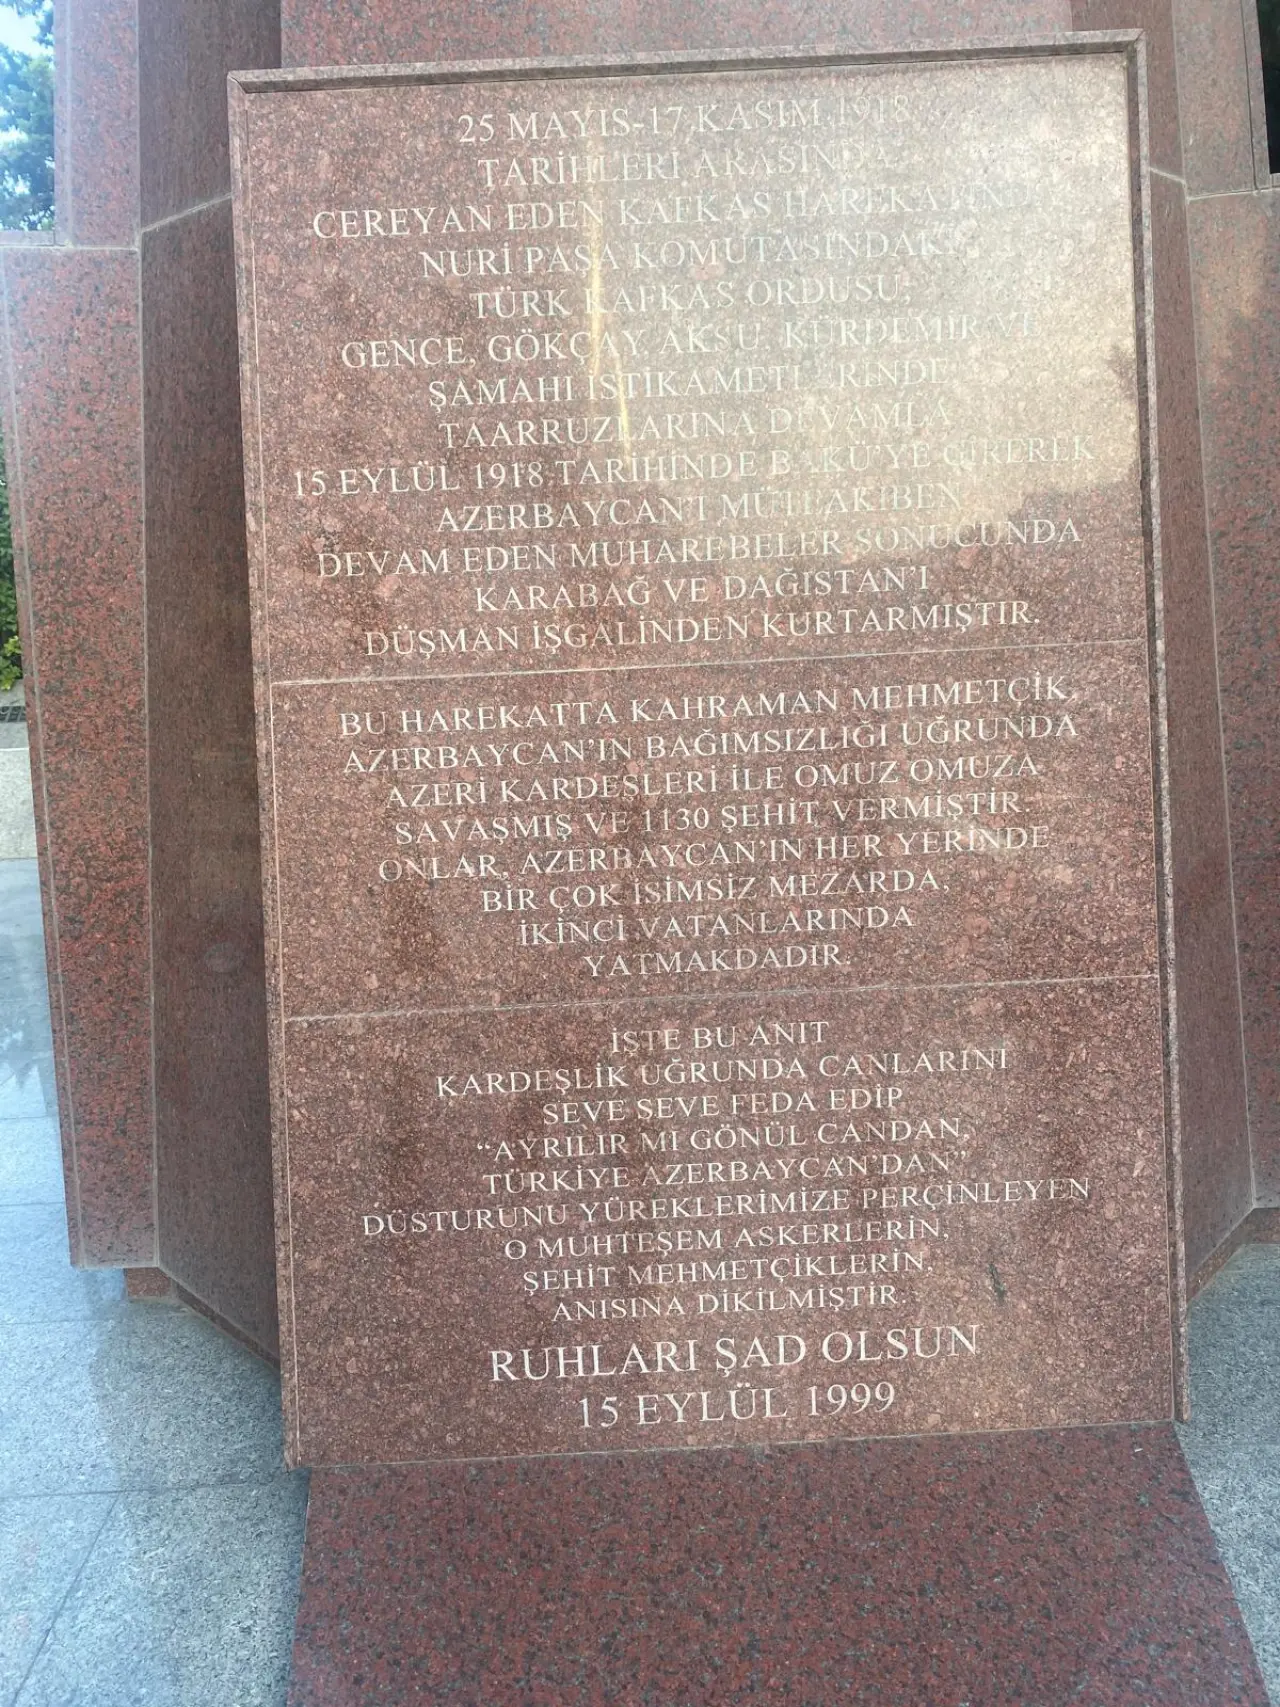 25 MAYIS-17 KASIM 1918
TARİHLERİ ARASINDA
CEREYAN EDEN KAFKAS HAREKATINDA
NURİ PAŞA KOMUTASINDAKİ
TÜRK KAFKAS ORDUSU,
GENCE, GÖKÇAY AKSU, KÜRDEMİR VE
ŞAMAHI İSTİKAMETLERİNDE
TAARRUZLARINA DEVAMLA
15 EYLÜL 1918 TARİHİNDE BAKÜ'YE GİREREK
AZERBAYCAN'I MÜTEAKİBEN
DEVAM EDEN MUHAREBELER SONUCUNDA
KARABAĞ VE DAĞISTAN'I
DÜŞMAN İŞGALİNDEN KURTARMIŞTIR.
BU HAREKATTA KAHRAMAN MEHMETÇİK,
AZERBAYCAN'IN BAĞIMSIZLIĞI UĞRUNDA
AZERİ KARDEŞLERİ İLE OMUZ OMUZA
SAVAŞMIŞ VE 1130 ŞEHİT VERMİŞTİR.
ONLAR, AZERBAYCAN'IN HER YERİNDE
BİR ÇOK İSİMSİZ MEZARDA,
İKİNCİ VATANLARINDA
YATMAKDADIR.
İŞTE BU ANIT
KARDEŞLİK UĞRUNDA CANLARINI
SEVE SEVE FEDA EDİP
“AYRILIR MI GÖNÜL CANDAN,
TÜRKİYE AZERBAYCAN'DAN”
DÜSTURUNU YÜREKLERİMİZE PERÇİNLEYEN
O MUHTEŞEM ASKERLERİN,
ŞEHİT MEHMETÇİKLERİN,
ANISINA DİKİLMİŞTİR.
RUHLARI ŞAD OLSUN
15 EYLÜL 1999